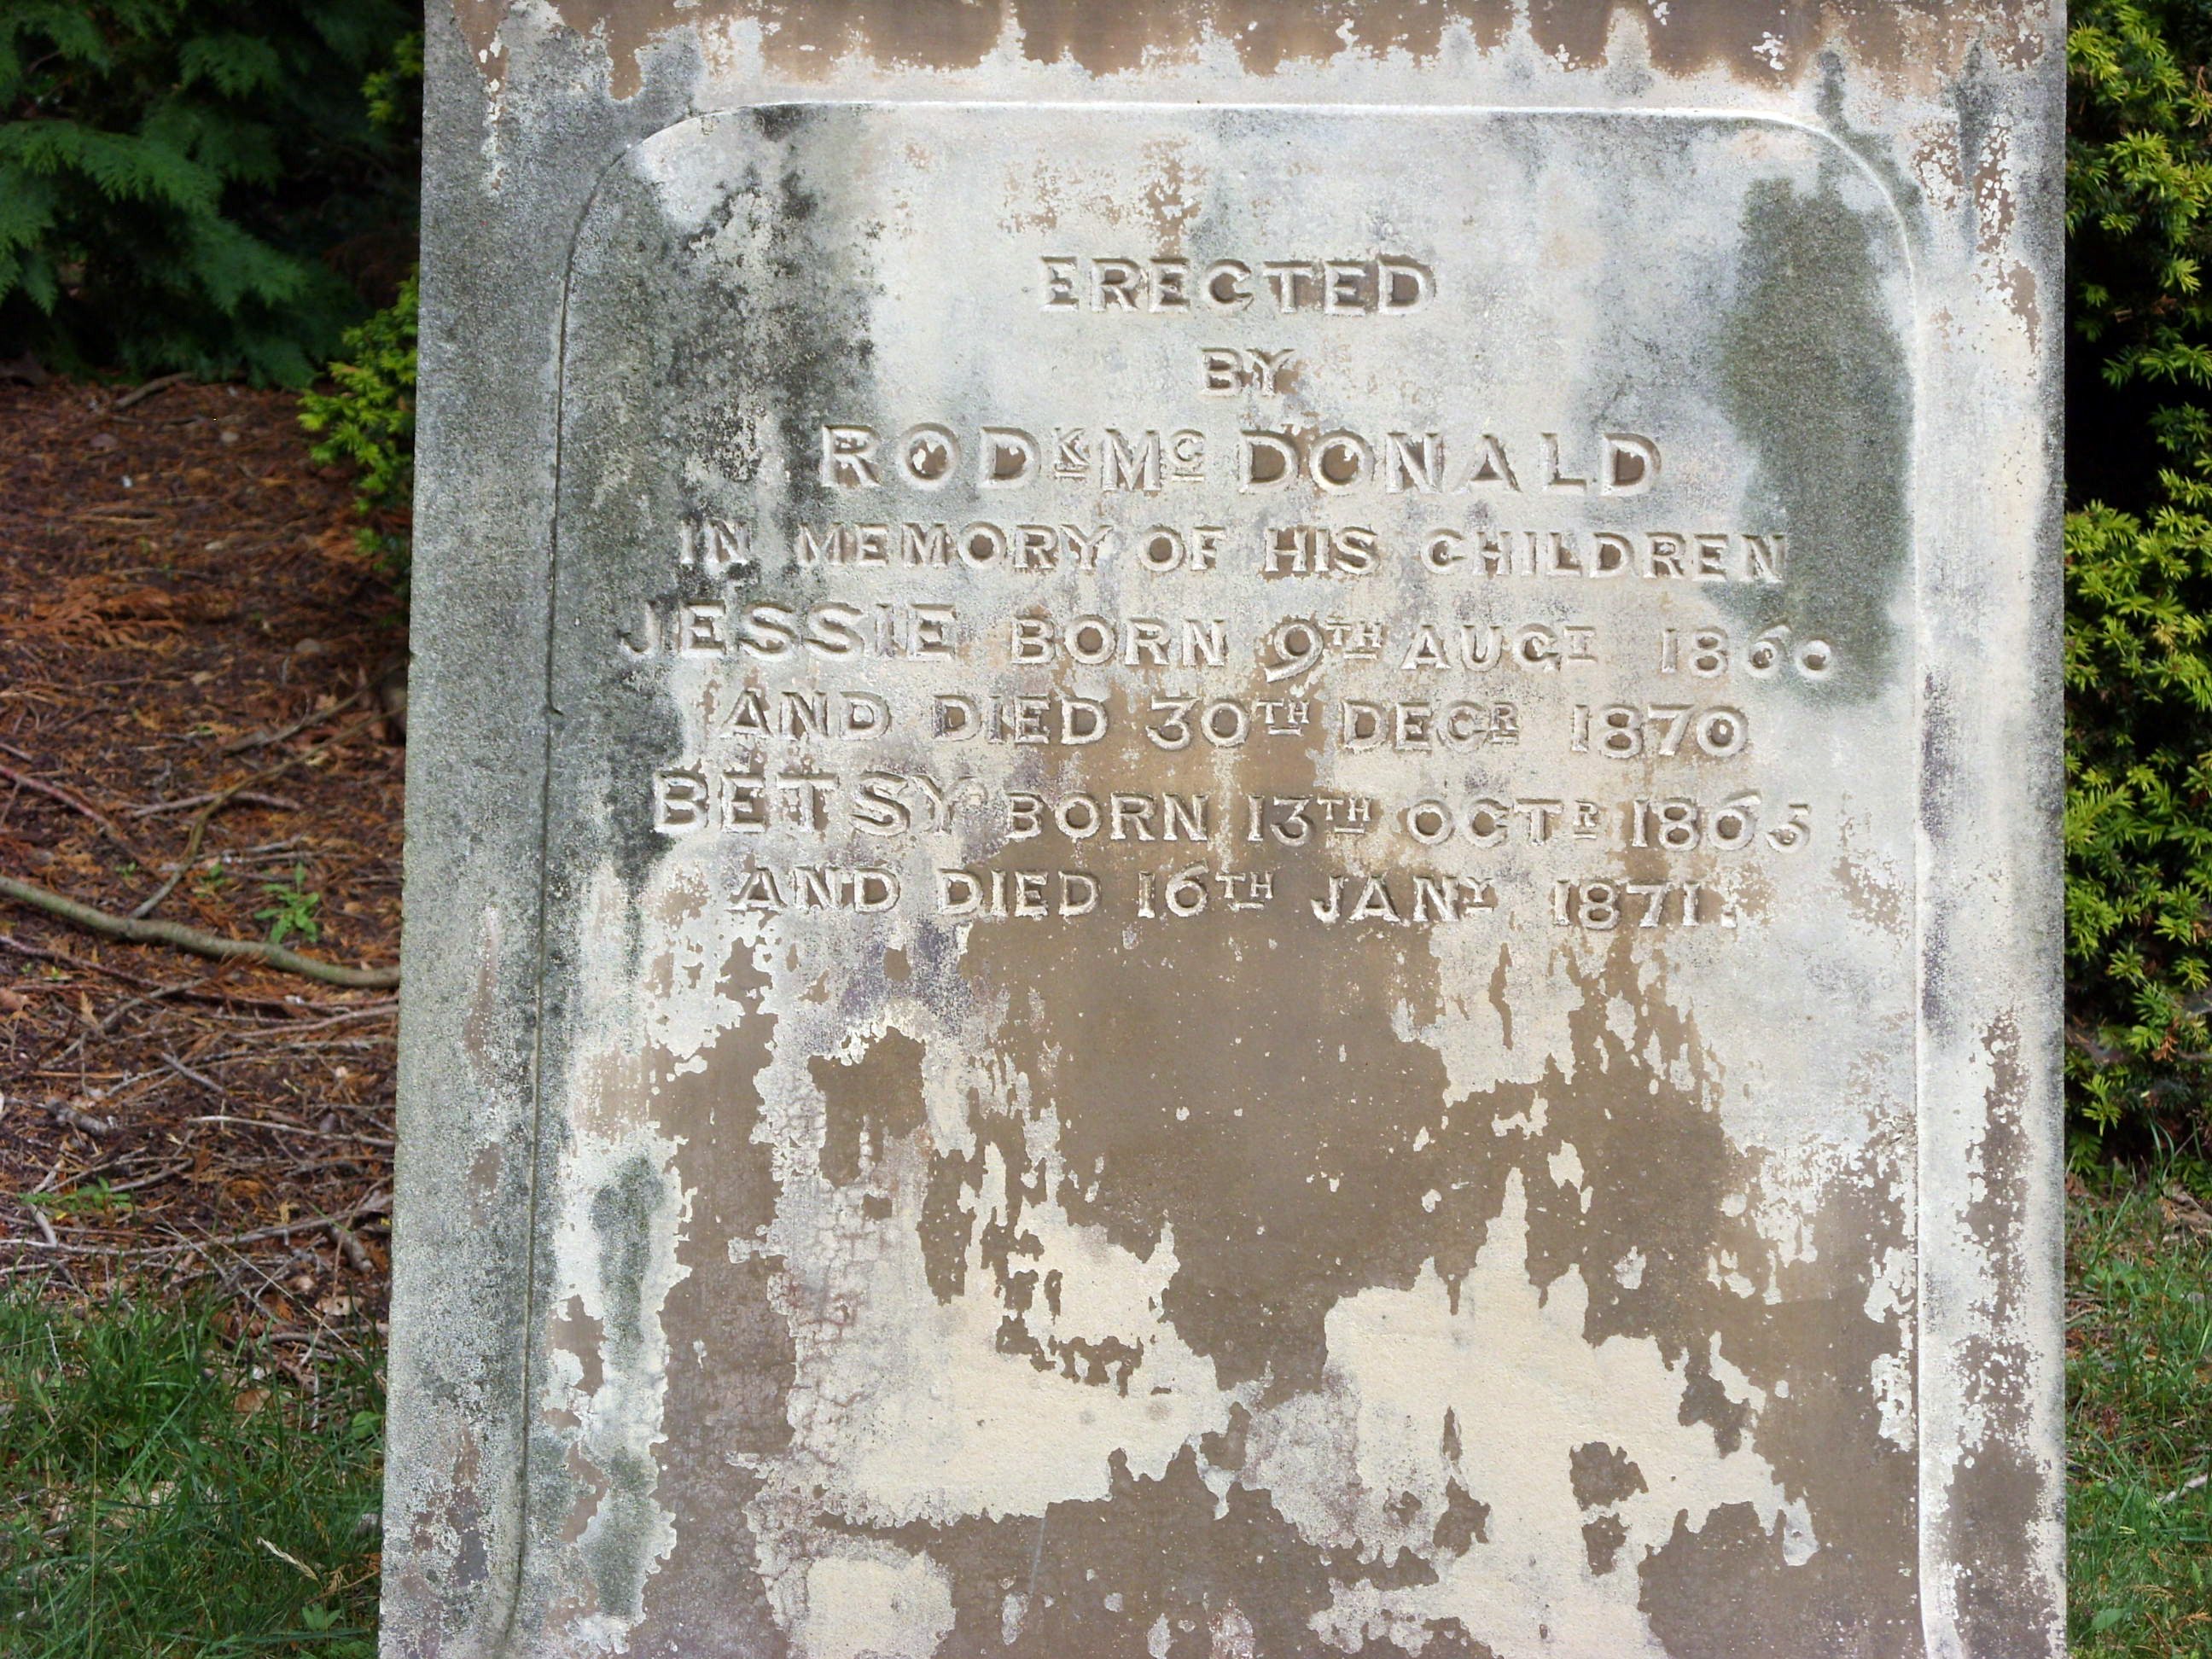 ERECTED
BY
RODK MC DONALD
IN MEMORY OF HIS CHILDREN
JESSIE BORN 9TH AUGT 1860
AND DIED 30TH DECR 1870
BETSY BORN 13TH OCTR 1865
AND DIED 16TH JANY 1871.